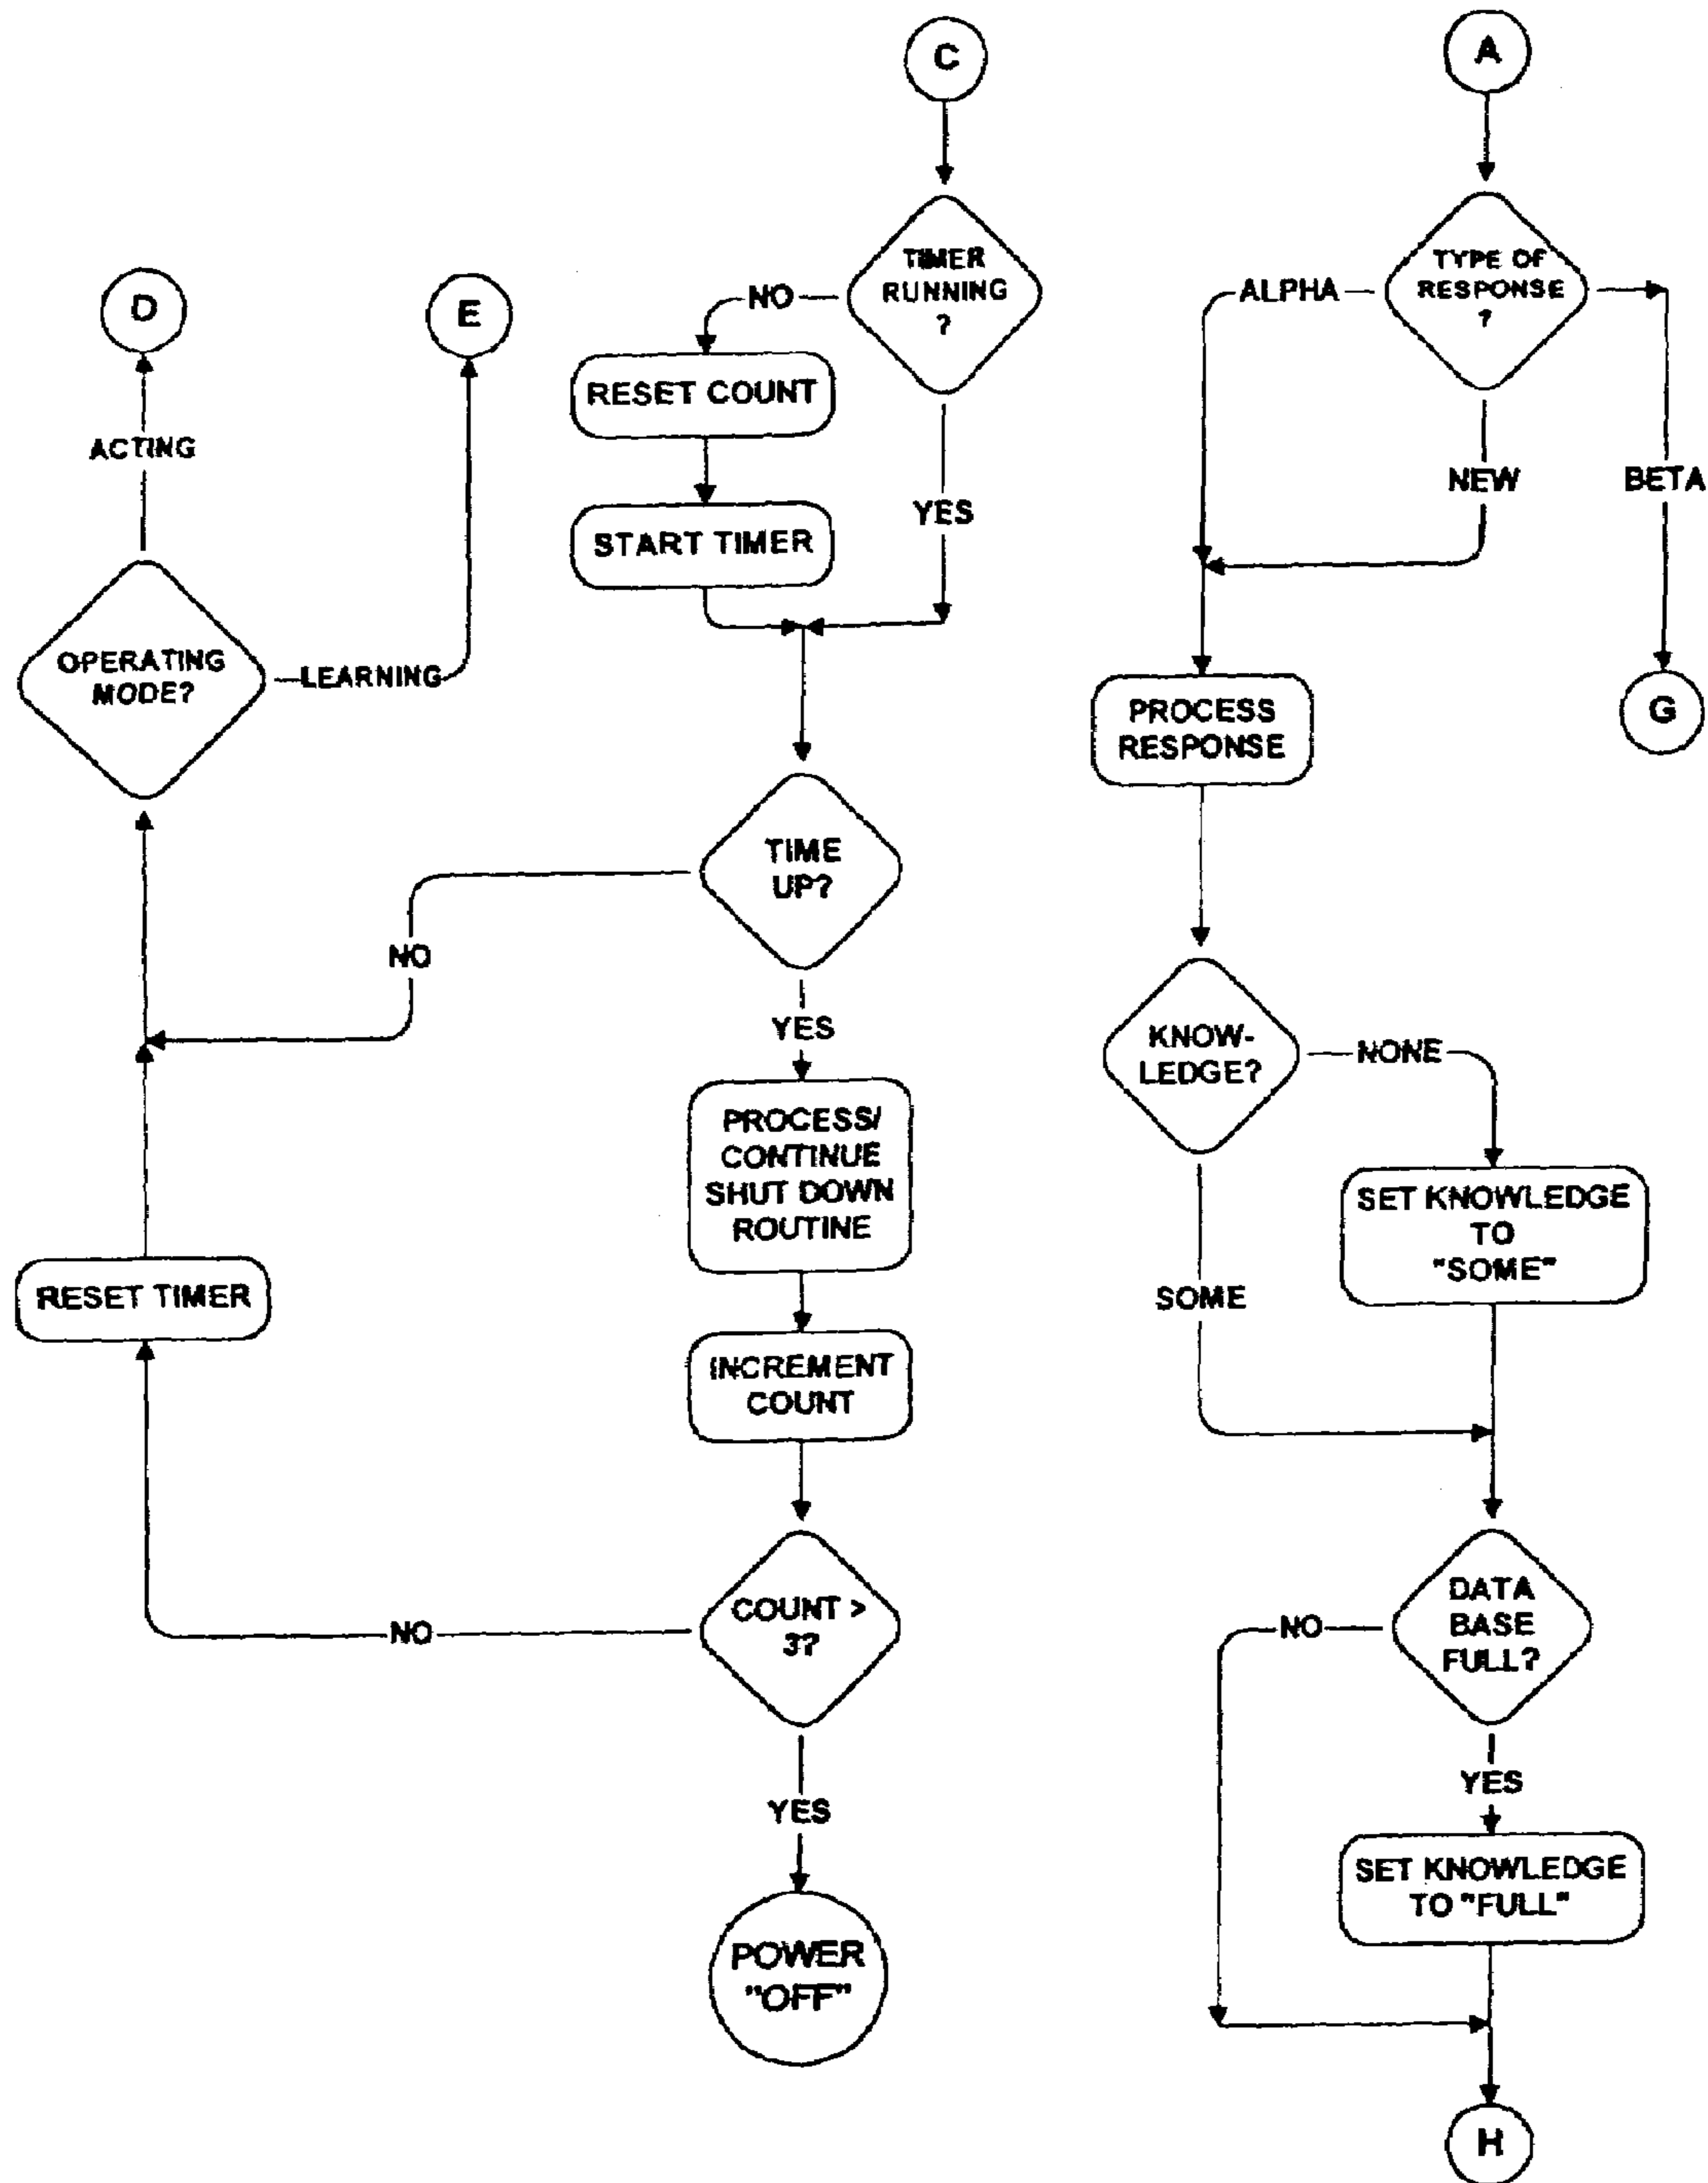 C
TIMER
RUNNING
?
NO
RESET COUNT
START TIMER
YES
D
E
ACTING
OPERATING
MODE?
LEARNING
TIME
UP?
NO
YES
PROCESS/
CONTINUE
SHUT DOWN
ROUTINE
INCREMENT
COUNT
RESET TIMER
COUNT >
3?
NO
YES
POWER
"OFF"
A
TYPE OF
RESPONSE
?
ALPHA
NEW
BETA
G
PROCESS
RESPONSE
KNOW-
LEDGE?
NONE
SET KNOWLEDGE
TO
"SOME"
SOME
DATA
BASE
FULL?
NO
YES
SET KNOWLEDGE
TO "FULL"
H